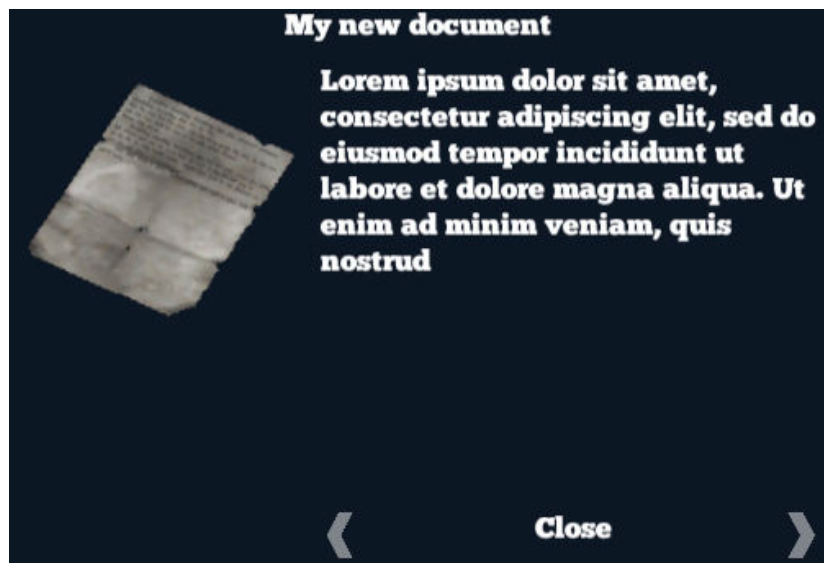 My new document
Lorem ipsum dolor sit amet,
consectetur adipiscing elit, sed do
eiusmod tempor incididunt ut
labore et dolore magna aliqua. Ut
enim ad minim veniam, quis
nostrud
Close